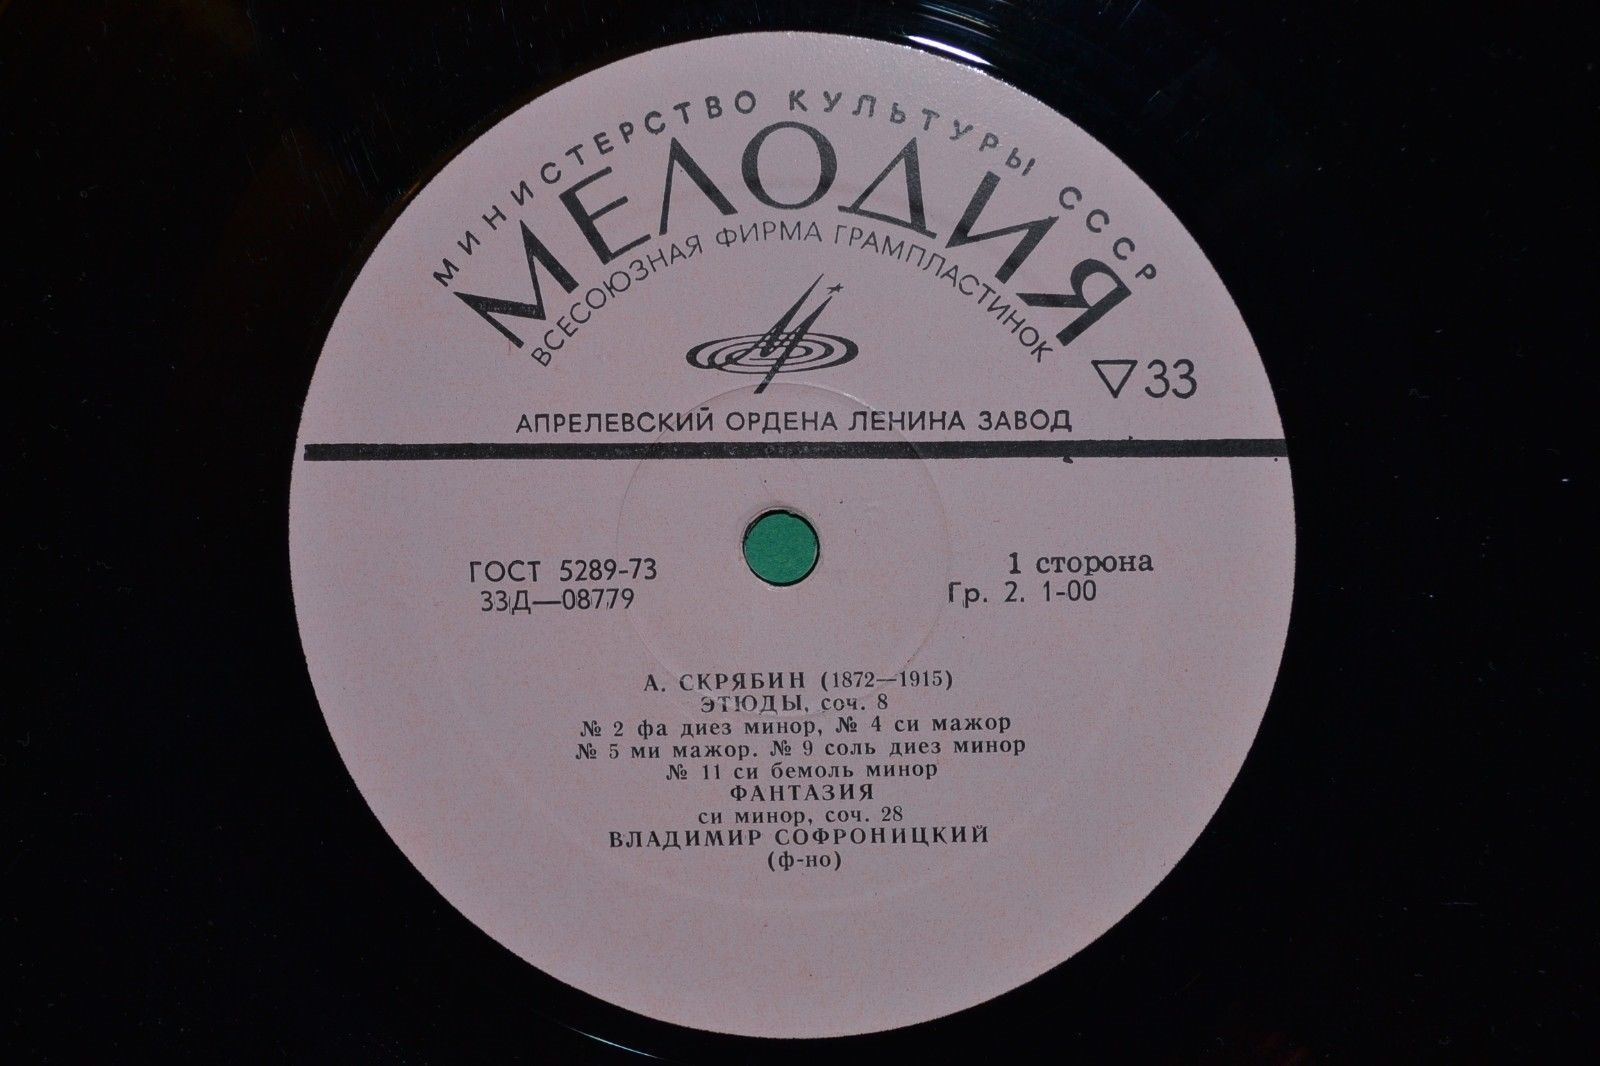 МИНИСТЕРСТВО КУЛЬТУРЫ СССР
МЕЛОДИЯ
ВСЕСОЮЗНАЯ ФИРМА ГРАМПЛАСТИНОК
33
АПРЕЛЕВСКИЙ ОРДЕНА ЛЕНИНА ЗАВОД
ГОСТ 5289-73
33Д—08779
1 сторона
Гр. 2. 1-00
А. СКРЯБИН (1872—1915)
ЭТЮДЫ, соч. 8
№ 2 фа диез минор, № 4 си мажор
№ 5 ми мажор. № 9 соль диез минор
№ 11 си бемоль минор
ФАНТАЗИЯ
си минор, соч. 28
ВЛАДИМИР СОФРОНИЦКИЙ
(ф-но)